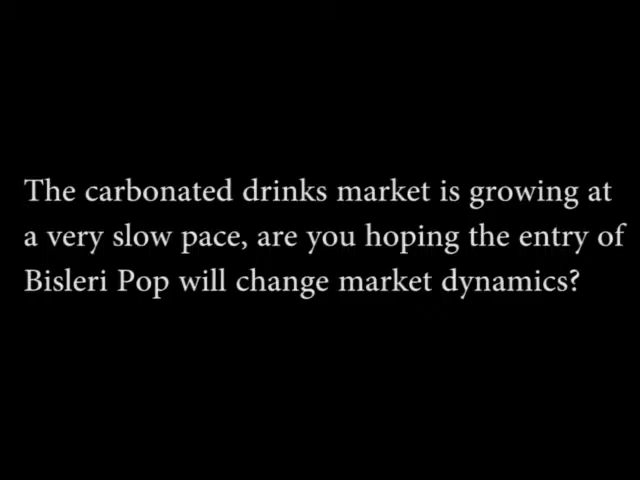 The carbonated drinks market is growing at
a very slow pace, are you hoping the entry of
Bisleri Pop will change market dynamics?